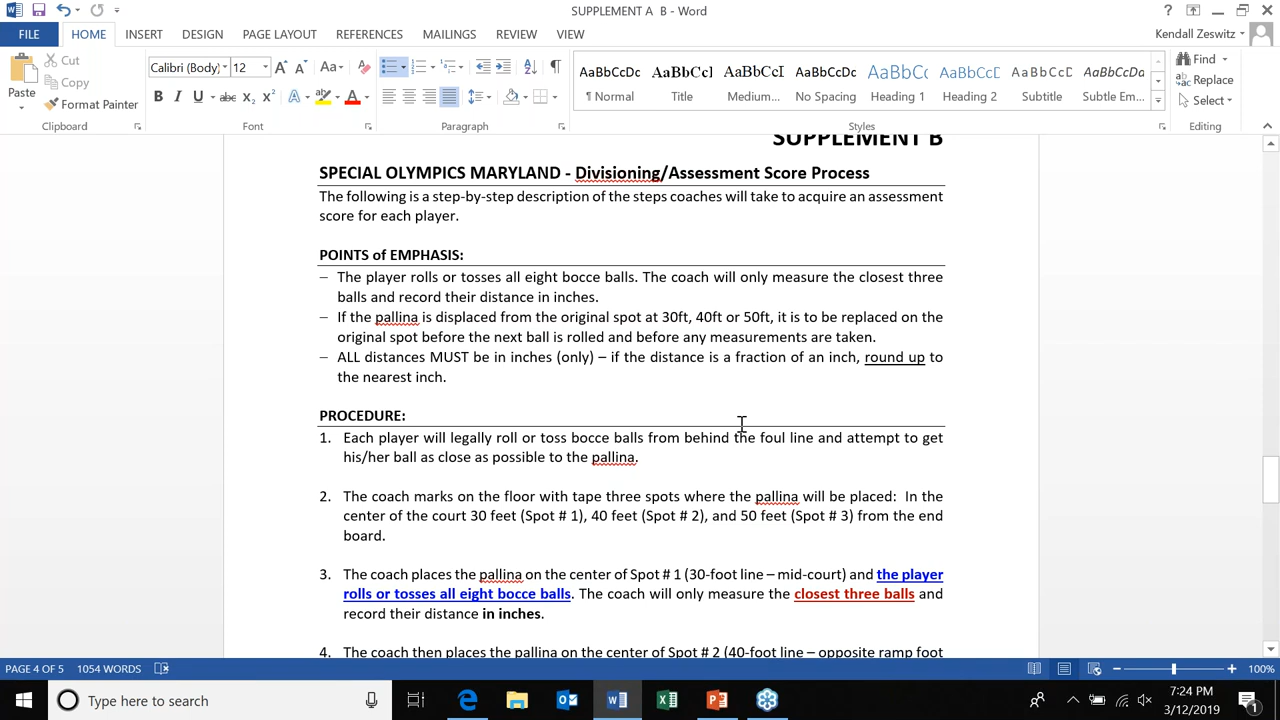 SUPPLEMENT A  B - Word
FILE HOME INSERT DESIGN PAGE LAYOUT REFERENCES MAILINGS REVIEW VIEW
Kendall Zeswitz
Paste
Cut
Copy
Format Painter
Clipboard
Calibri (Body) 12
Font
Paragraph
AaBbCcDc AaBbCc] AaBbCcI AaBbCcDc AaBbCc AaBbCcDc AaBbCcD AaBbCcDd
¶ Normal Title Medium... No Spacing Heading 1 Heading 2 Subtitle Subtle Em...
Styles
Find
Replace
Select
Editing
SUPPLEMENT B
SPECIAL OLYMPICS MARYLAND - Divisioning/Assessment Score Process
The following is a step-by-step description of the steps coaches will take to acquire an assessment
score for each player.
POINTS of EMPHASIS:
– The player rolls or tosses all eight bocce balls. The coach will only measure the closest three
balls and record their distance in inches.
– If the pallina is displaced from the original spot at 30ft, 40ft or 50ft, it is to be replaced on the
original spot before the next ball is rolled and before any measurements are taken.
– ALL distances MUST be in inches (only) – if the distance is a fraction of an inch, round up to
the nearest inch.
PROCEDURE:
1. Each player will legally roll or toss bocce balls from behind the foul line and attempt to get
his/her ball as close as possible to the pallina.
2. The coach marks on the floor with tape three spots where the pallina will be placed:  In the
center of the court 30 feet (Spot # 1), 40 feet (Spot # 2), and 50 feet (Spot # 3) from the end
board.
3. The coach places the pallina on the center of Spot # 1 (30-foot line – mid-court) and the player
rolls or tosses all eight bocce balls. The coach will only measure the closest three balls and
record their distance in inches.
4. The coach then places the pallina on the center of Spot # 2 (40-foot line – opposite ramp foot
PAGE 4 OF 5 1054 WORDS 100%
Type here to search
7:24 PM
3/12/2019